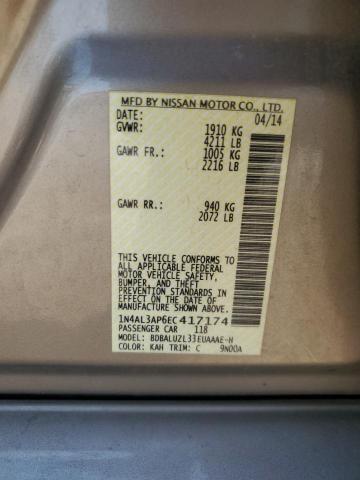 MFD BY NISSAN MOTOR CO., LTD.
DATE: 04/14
GVWR: 1910 KG
4211 LB
GAWR FR.: 1005 KG
2216 LB
GAWR RR.: 940 KG
2072 LB
THIS VEHICLE CONFORMS TO
ALL APPLICABLE FEDERAL
MOTOR VEHICLE SAFETY,
BUMPER, AND THEFT
PREVENTION STANDARDS IN
EFFECT ON THE DATE OF
MANUFACTURE SHOWN
ABOVE.
1N4AL3AP6EC417174
PASSENGER CAR 118
MODEL: BDBALUZL33EUAAAE-H
COLOR: KAH TRIM: C 9N00A